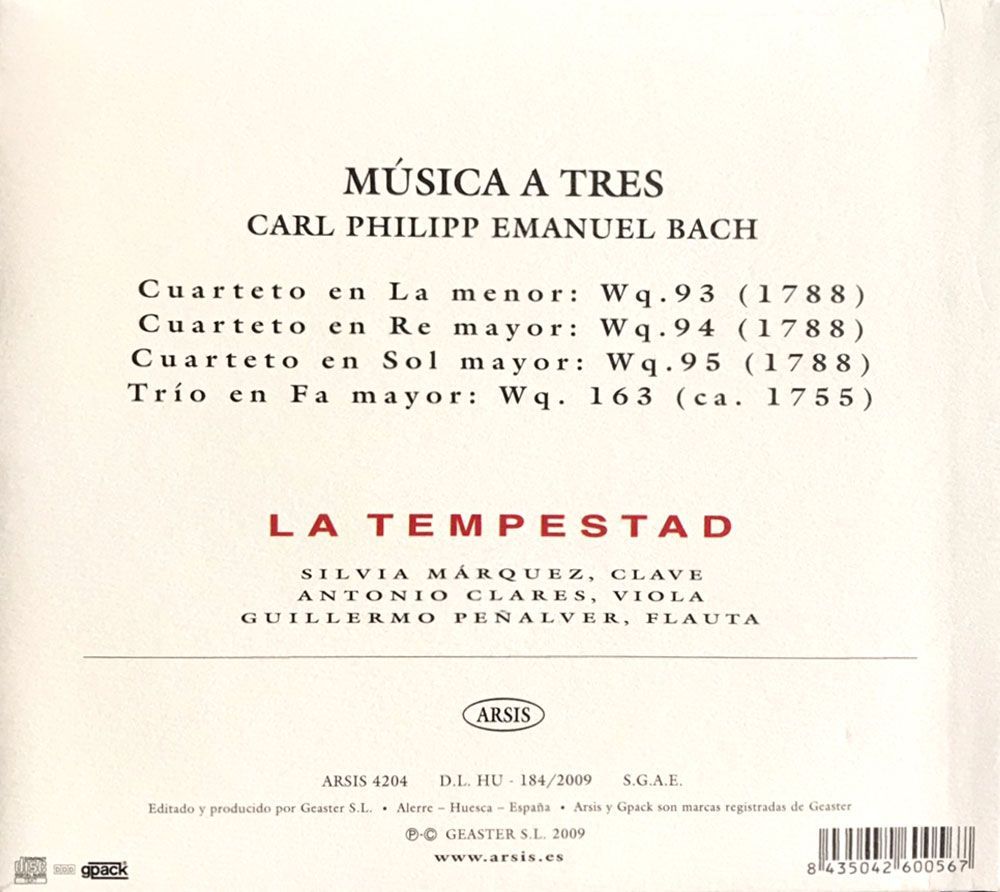 MÚSICA A TRES
CARL PHILIPP EMANUEL BACH
Cuarteto en La menor: Wq.93 (1788)
Cuarteto en Re mayor: Wq.94 (1788)
Cuarteto en Sol mayor: Wq.95 (1788)
Trío en Fa mayor: Wq. 163 (ca. 1755)
LA TEMPESTAD
SILVIA MÁRQUEZ, CLAVE
ANTONIO CLARES, VIOLA
GUILLERMO PEÑALVER, FLAUTA
ARSIS
ARSIS 4204 D.L. HU - 184/2009 S.G.A.E.
Editado y producido por Geaster S.L. • Alerre – Huesca – España • Arsis y Gpack son marcas registradas de Geaster
℗·© GEASTER S.L. 2009
www.arsis.es
disc DDD gpack
8 435042 600567